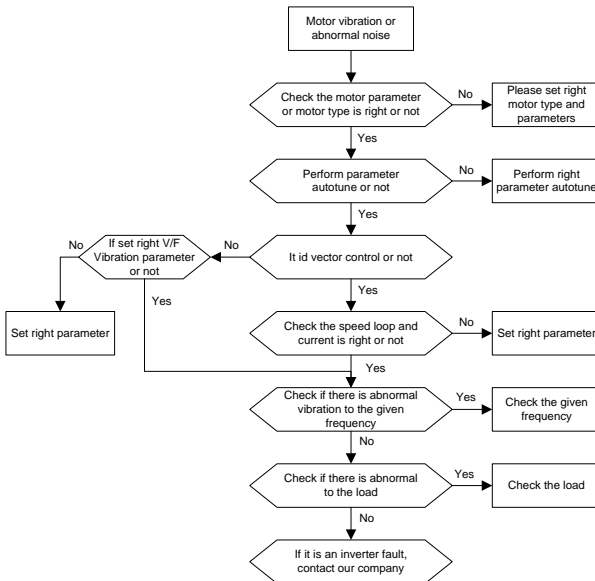 Motor vibration or
abnormal noise
Check the motor parameter
or motor type is right or not
No
Please set right
motor type and
parameters
Yes
Perform parameter
autotune or not
No
Perform right
parameter autotune
Yes
If set right V/F
Vibration parameter
or not
No
No
It id vector control or not
Yes
Yes
Set right parameter
Check the speed loop and
current is right or not
No
Set right parameter
Yes
Check if there is abnormal
vibration to the given
frequency
Yes
Check the given
frequency
No
Check if there is abnormal
to the load
Yes
Check the load
No
If it is an inverter fault,
contact our company